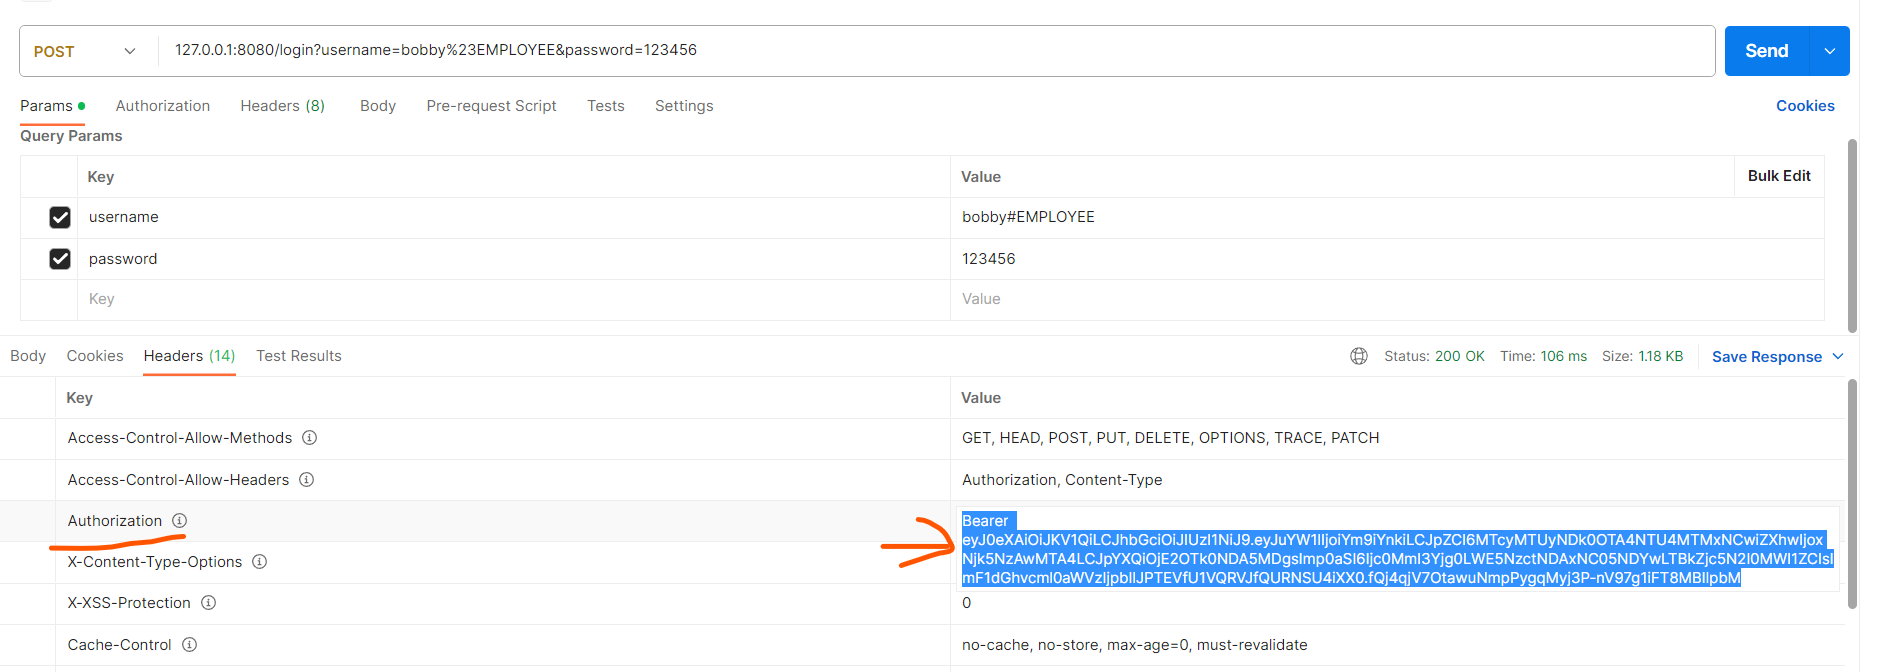 POST
127.0.0.1:8080/login?username=bobby%23EMPLOYEE&password=123456
Send
Params
Authorization
Headers (8)
Body
Pre-request Script
Tests
Settings
Cookies
Query Params
Key
Value
Bulk Edit
username
bobby#EMPLOYEE
password
123456
Key
Value
Body
Cookies
Headers (14)
Test Results
Status: 200 OK
Time: 106 ms
Size: 1.18 KB
Save Response
Key
Value
Access-Control-Allow-Methods
GET, HEAD, POST, PUT, DELETE, OPTIONS, TRACE, PATCH
Access-Control-Allow-Headers
Authorization, Content-Type
Authorization
Bearer
X-Content-Type-Options
X-XSS-Protection
0
Cache-Control
no-cache, no-store, max-age=0, must-revalidate